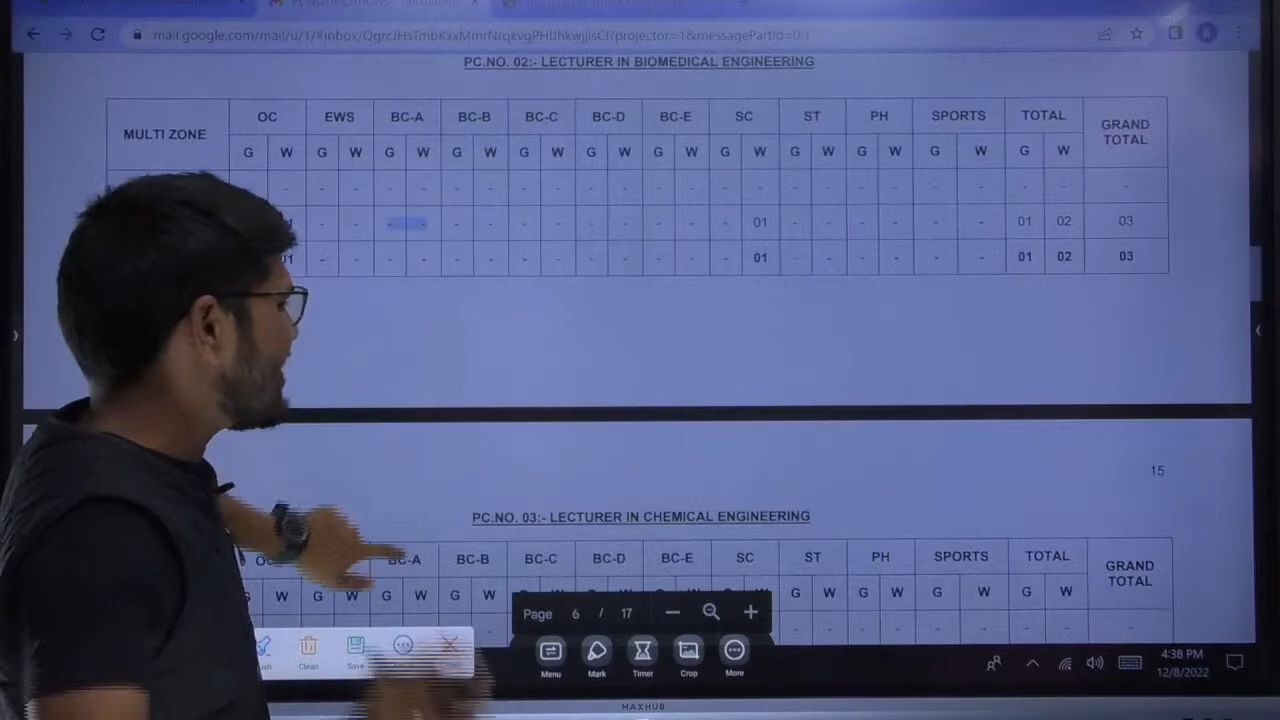 mail.google.com/mail/u/1/#inbox/QgrcJHsTmbKxxMmrNrqkvgPHlJhkwjjlsCl?projector=1&messagePartId=0.1
PC.NO. 02:- LECTURER IN BIOMEDICAL ENGINEERING
MULTI ZONE OC EWS BC-A BC-B BC-C BC-D BC-E SC ST PH SPORTS TOTAL GRAND TOTAL
G W G W G W G W G W G W G W G W G W G W G W G W
- - - - - - - - - - - - - - - - - - - - - - - -
- - - - - - - - - - - - - 01 - - - - - - 01 02 03
01 - - - - - - - - - - - - - 01 - - - - - - 01 02 03
15
PC.NO. 03:- LECTURER IN CHEMICAL ENGINEERING
BC-A BC-B BC-C BC-D BC-E SC ST PH SPORTS TOTAL GRAND TOTAL
W G W G W G W G W G W G W G W G W
Page 6 / 17
Clean Save
Menu Mark Timer Crop More
4:38 PM
12/8/2022
MAXHUB